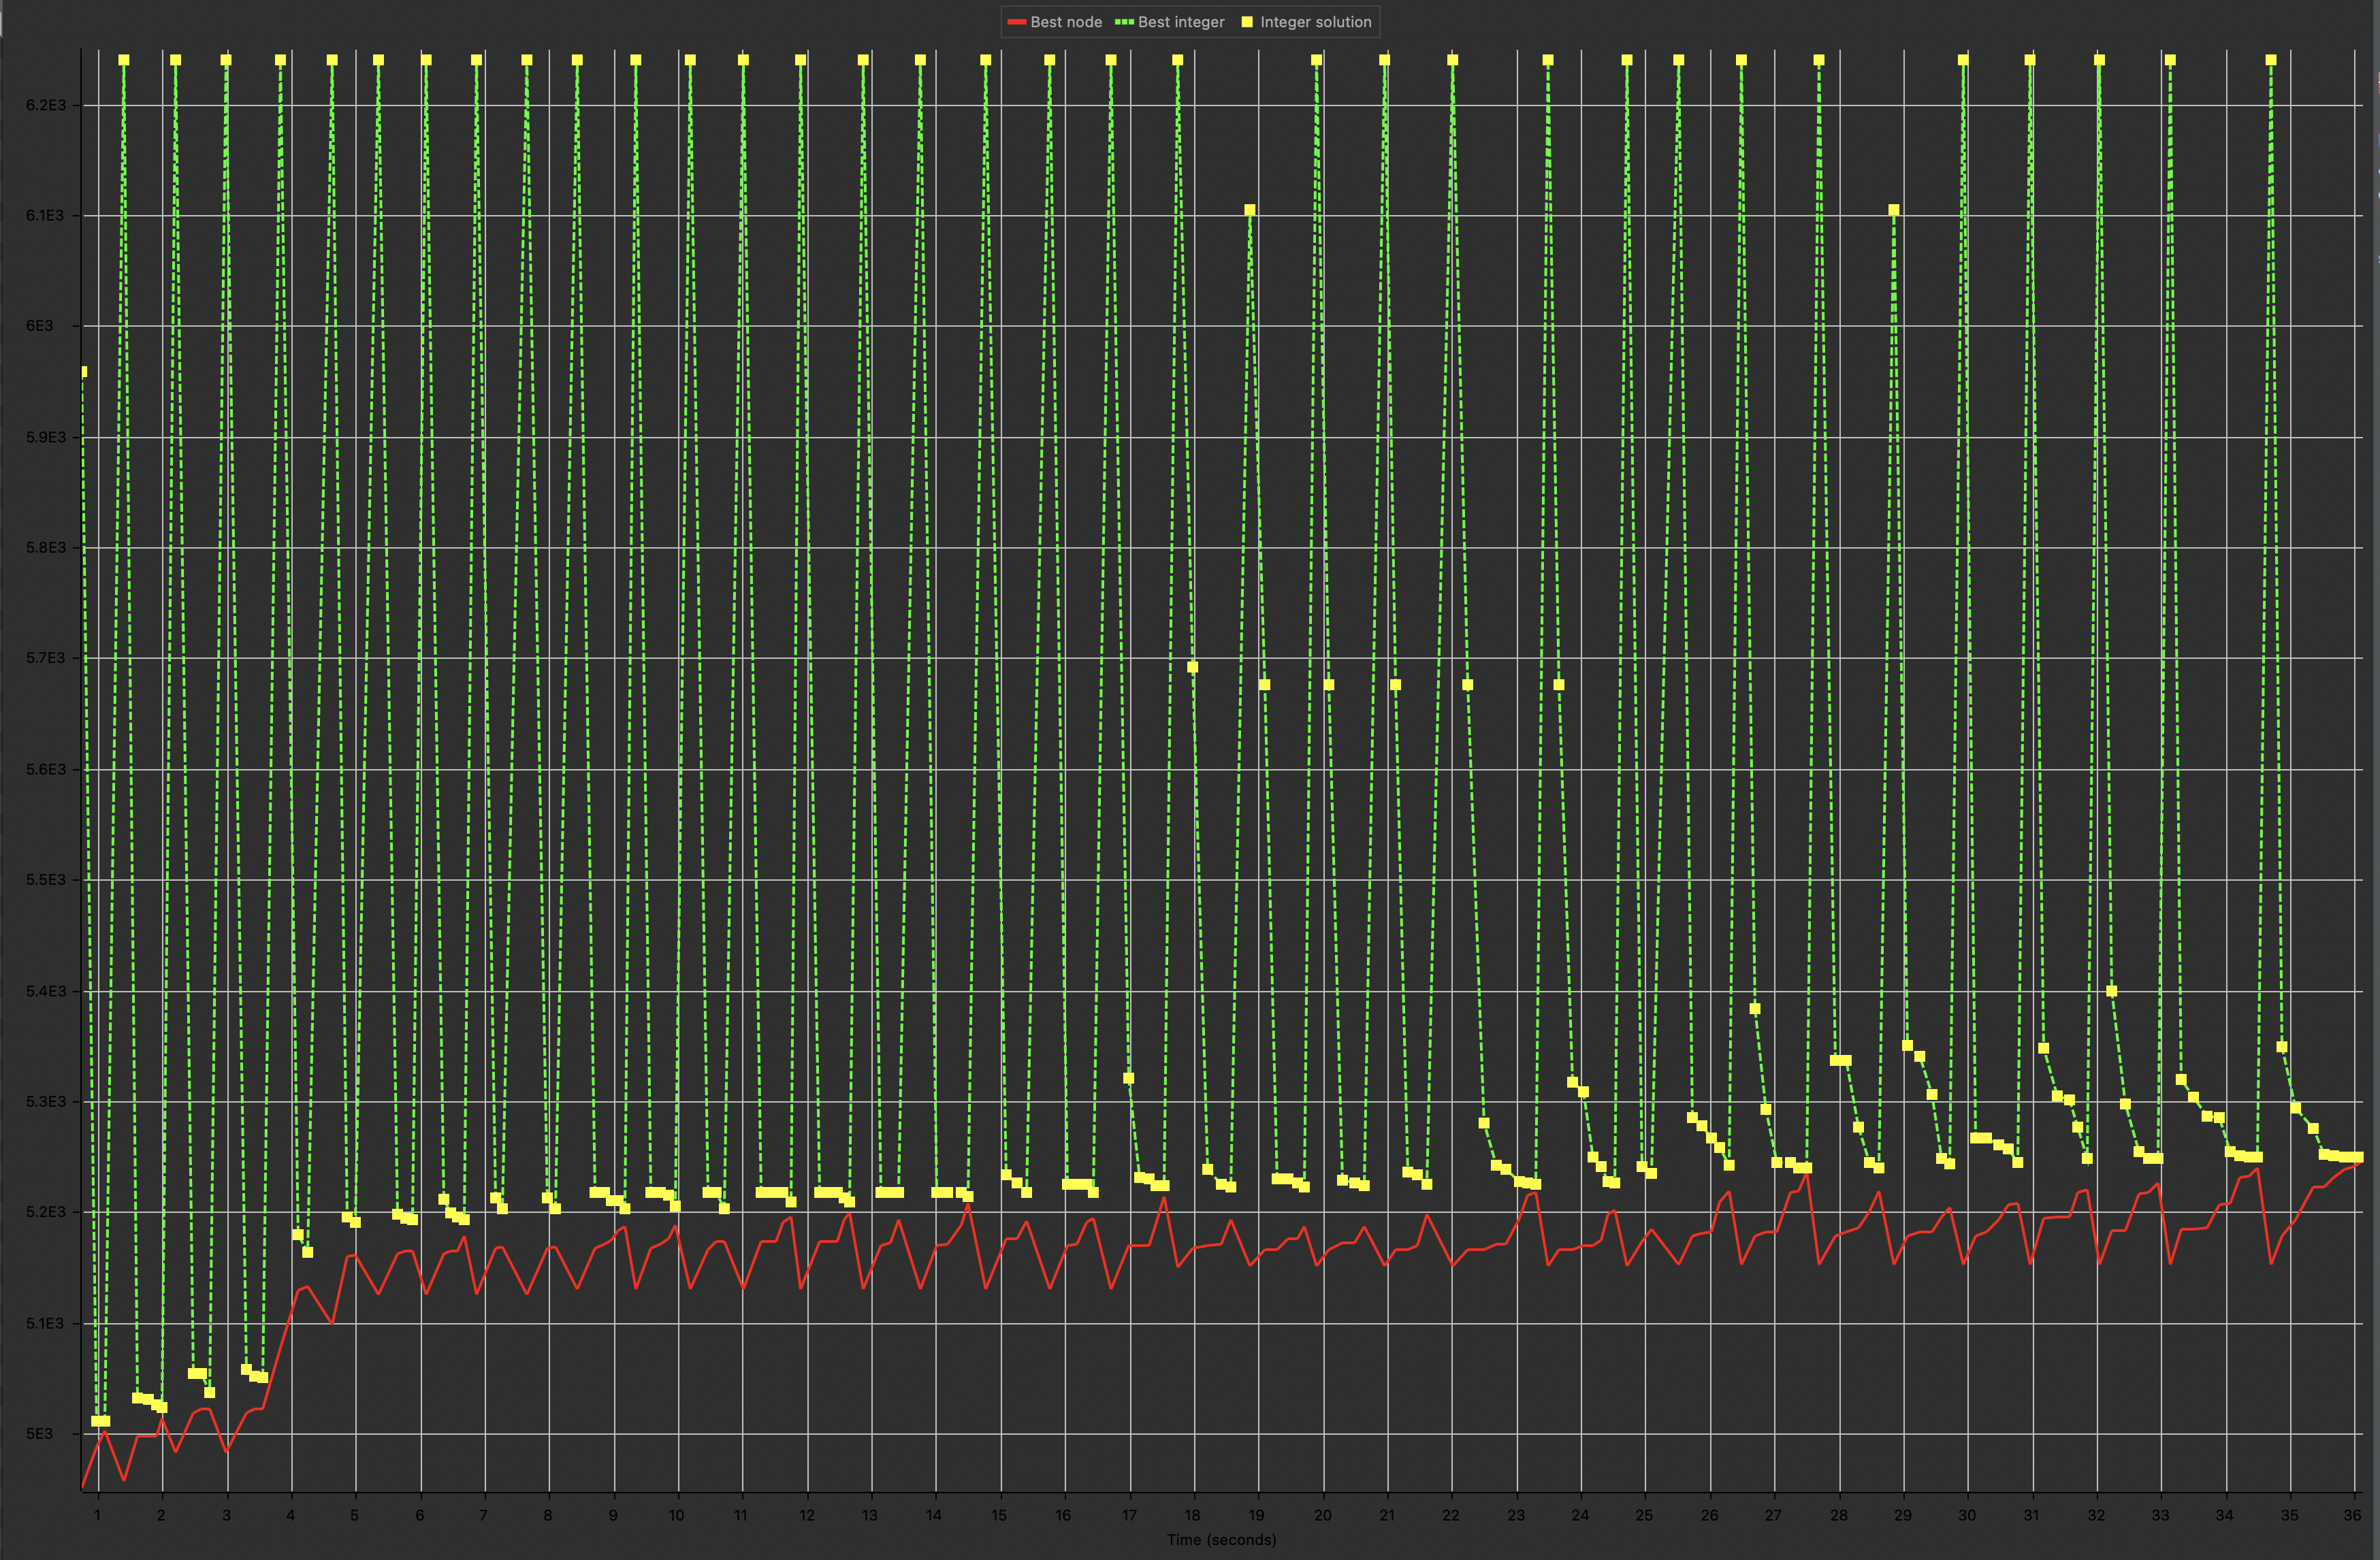 Best node Best integer Integer solution
6.2E3
6.1E3
6E3
5.9E3
5.8E3
5.7E3
5.6E3
5.5E3
5.4E3
5.3E3
5.2E3
5.1E3
5E3
1 2 3 4 5 6 7 8 9 10 11 12 13 14 15 16 17 18 19 20 21 22 23 24 25 26 27 28 29 30 31 32 33 34 35 36
Time (seconds)